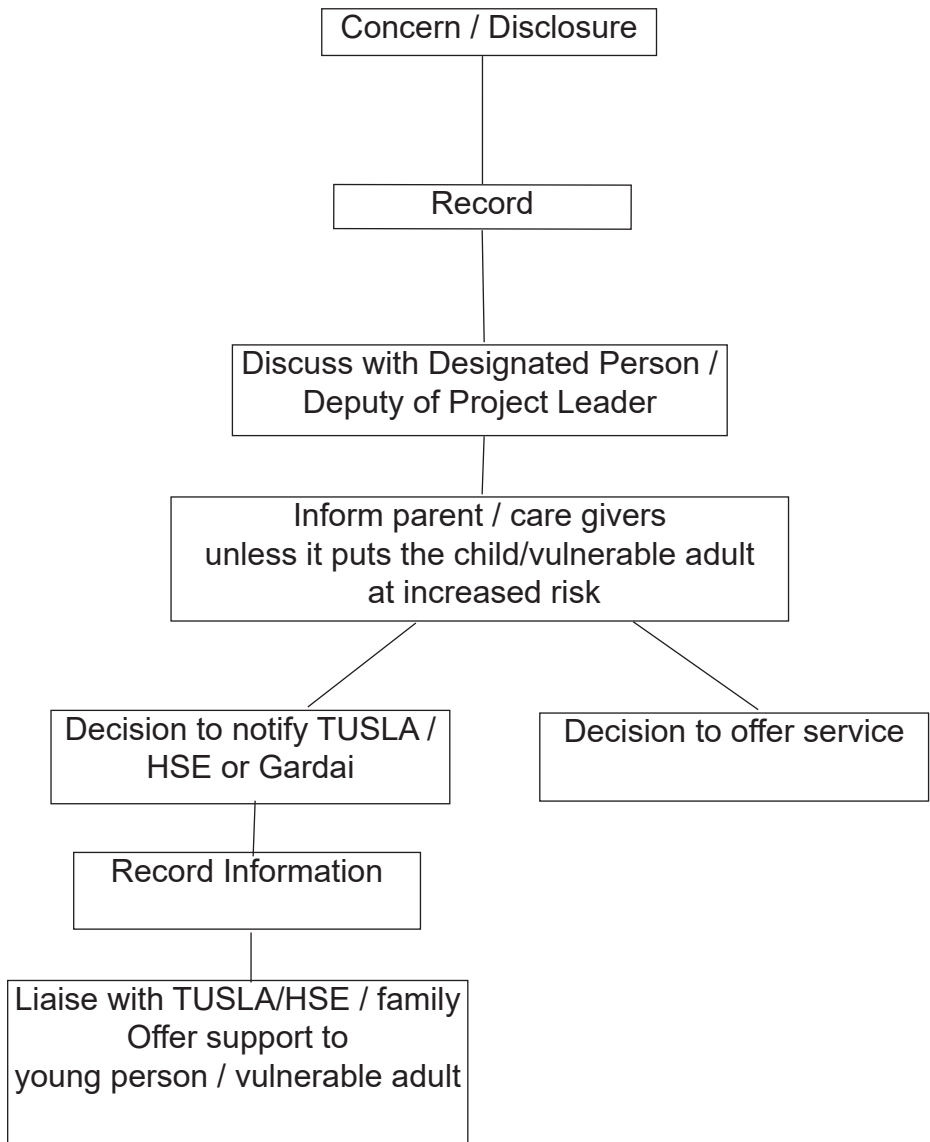 Concern / Disclosure
Record
Discuss with Designated Person /
Deputy of Project Leader
Inform parent / care givers
unless it puts the child/vulnerable adult
at increased risk
Decision to notify TUSLA /
HSE or Gardai
Decision to offer service
Record Information
Liaise with TUSLA/HSE / family
Offer support to
young person / vulnerable adult